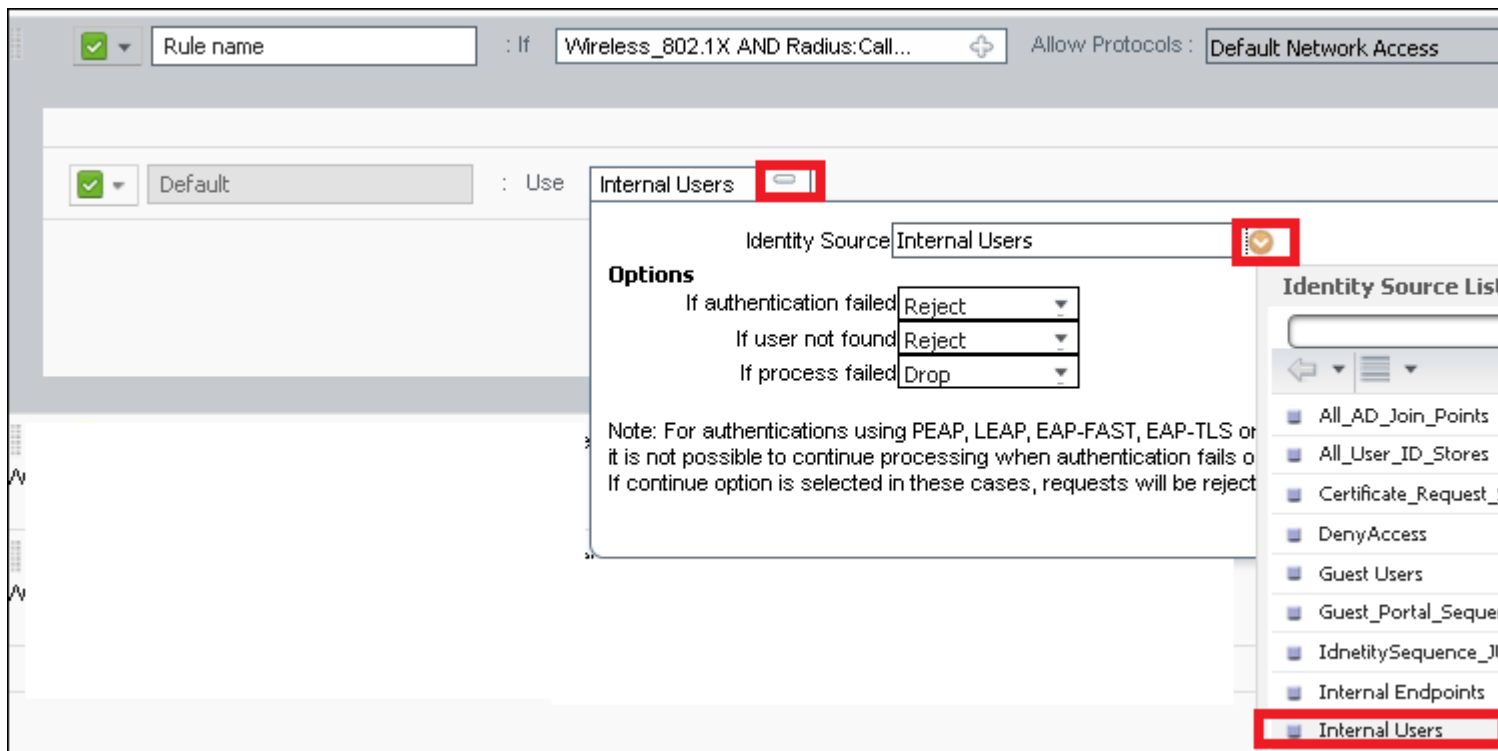 Rule name : If Wireless_802.1X AND Radius:Call... Allow Protocols : Default Network Access
Default : Use Internal Users
Identity Source Internal Users
Options
If authentication failed Reject
If user not found Reject
If process failed Drop
Note: For authentications using PEAP, LEAP, EAP-FAST, EAP-TLS or
it is not possible to continue processing when authentication fails o
If continue option is selected in these cases, requests will be reject
Identity Source List
All_AD_Join_Points
All_User_ID_Stores
Certificate_Request_
DenyAccess
Guest Users
Guest_Portal_Sequen
IdnetitySequence_
Internal Endpoints
Internal Users